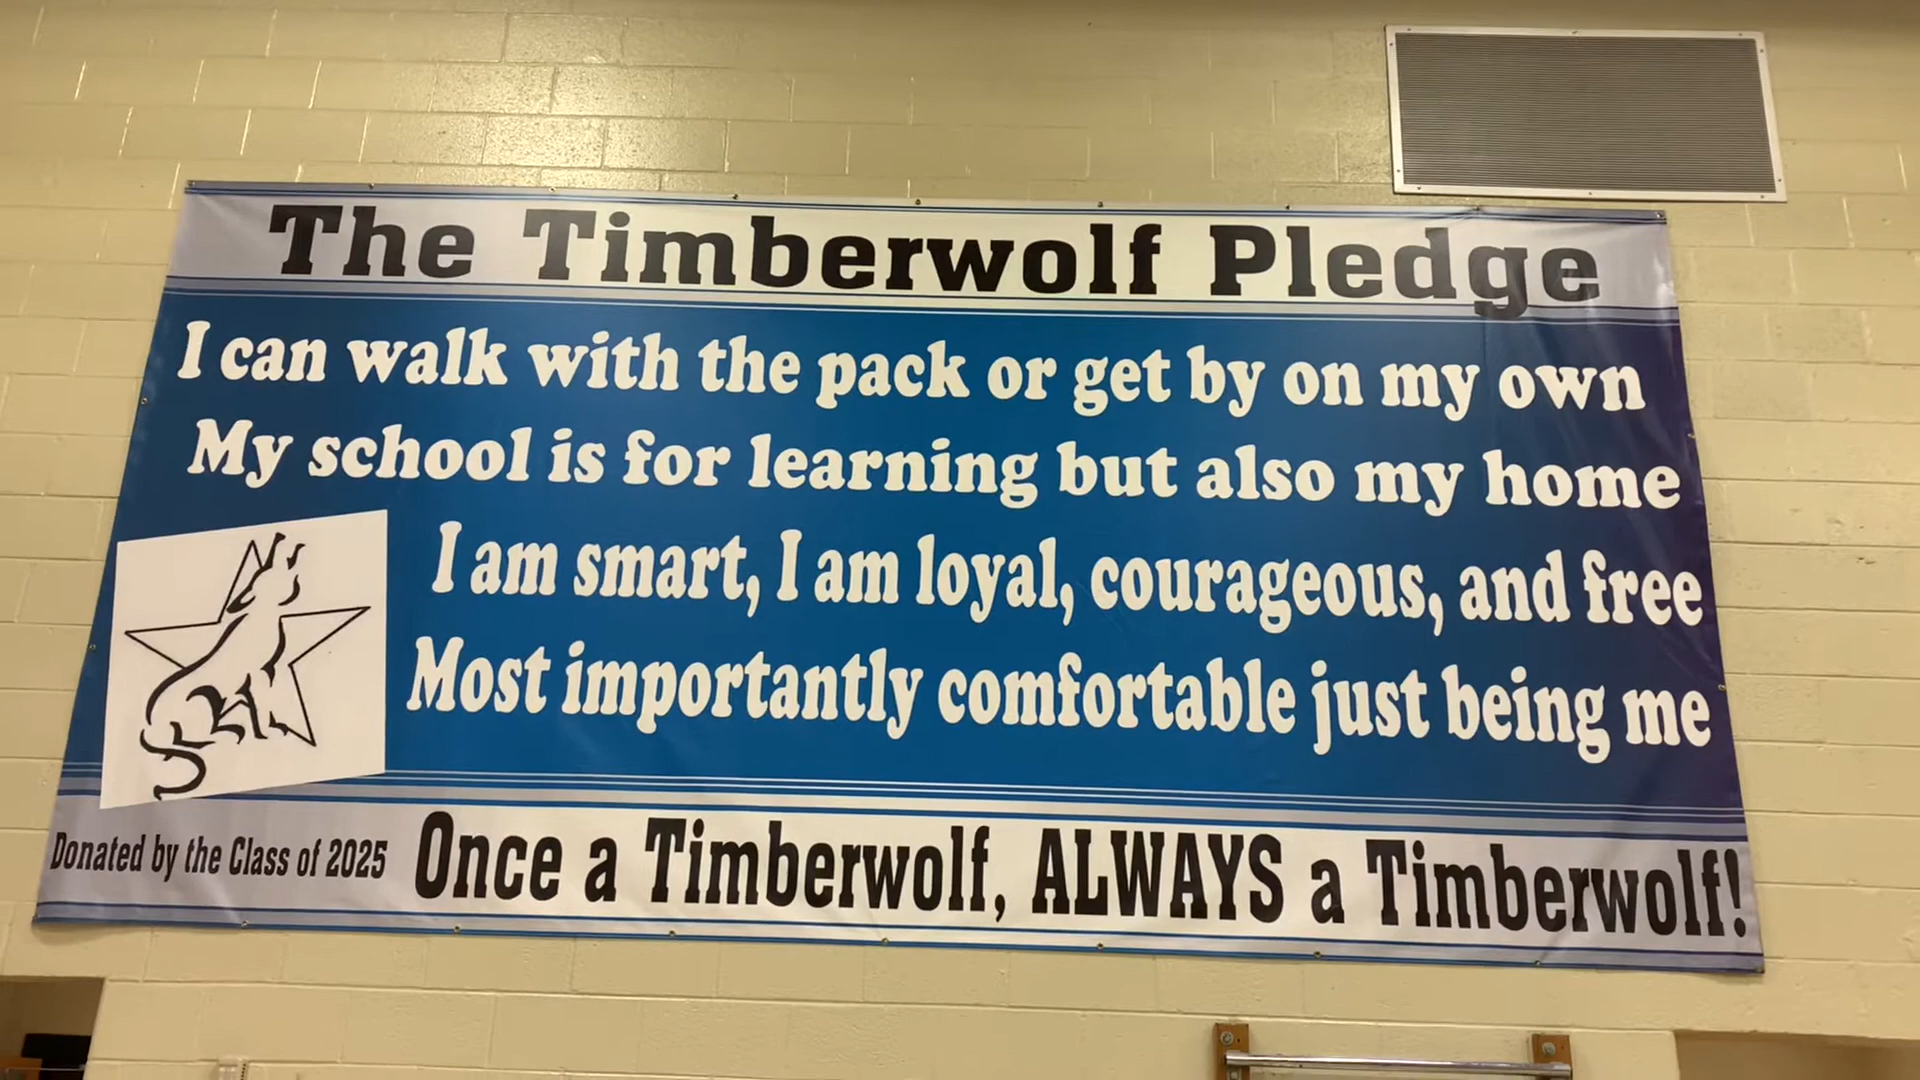 The Timberwolf Pledge
I can walk with the pack or get by on my own
My school is for learning but also my home
I am smart, I am loyal, courageous, and free
Most importantly comfortable just being me
Donated by the Class of 2025
Once a Timberwolf, ALWAYS a Timberwolf!